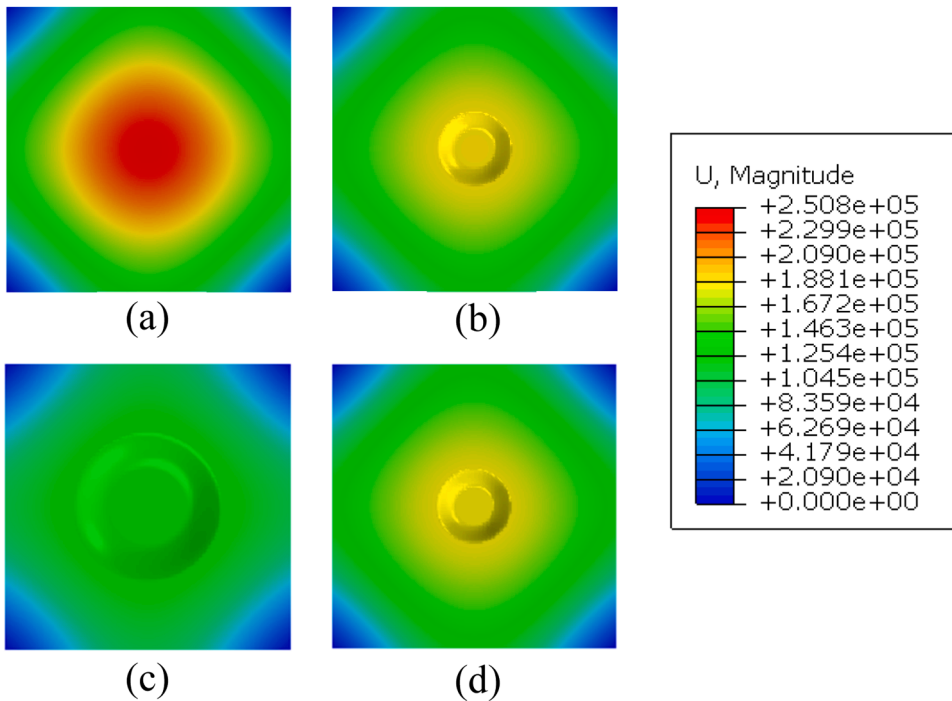 (a)
(b)
(c)
(d)
U, Magnitude
+2.508e+05
+2.299e+05
+2.090e+05
+1.881e+05
+1.672e+05
+1.463e+05
+1.254e+05
+1.045e+05
+8.359e+04
+6.269e+04
+4.179e+04
+2.090e+04
+0.000e+00